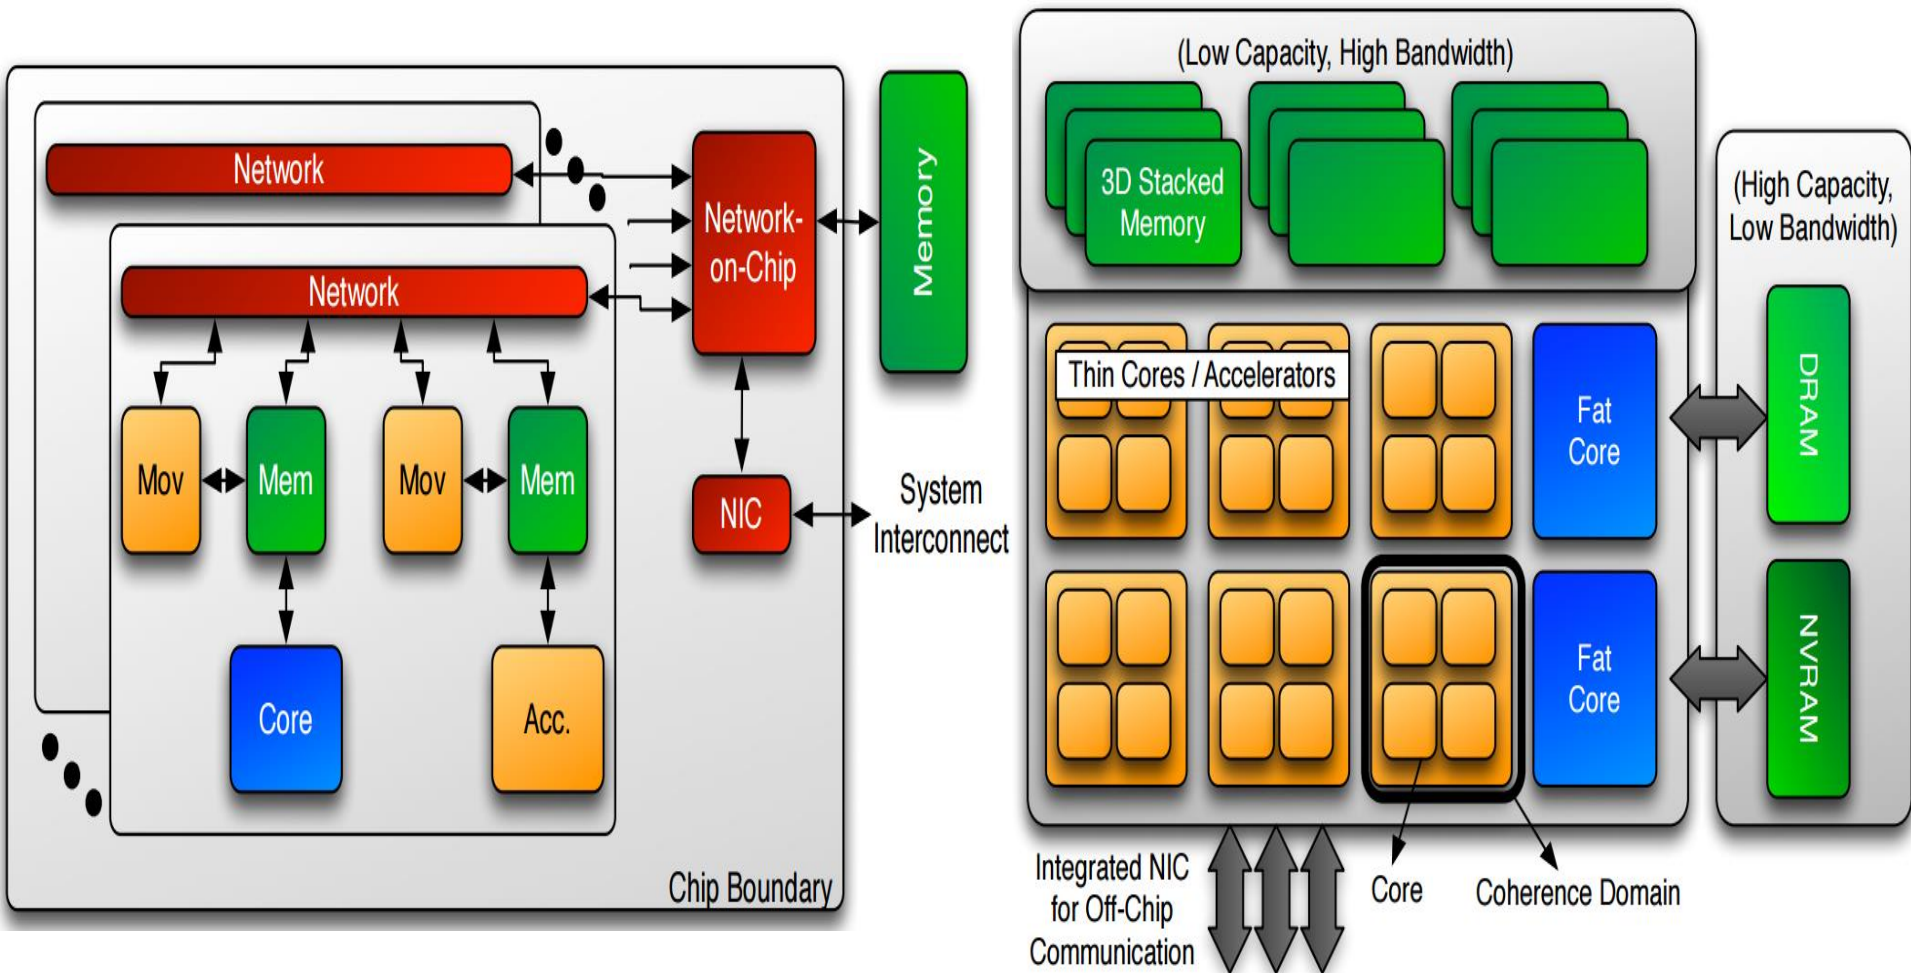 Network
Network
Mov
Mem
Mov
Mem
Core
Acc.
Network-
on-Chip
Memory
NIC
System
Interconnect
Chip Boundary
(Low Capacity, High Bandwidth)
3D Stacked
Memory
(High Capacity,
Low Bandwidth)
Thin Cores / Accelerators
Fat
Core
DRAM
Fat
Core
NVRAM
Integrated NIC
for Off-Chip
Communication
Core
Coherence Domain